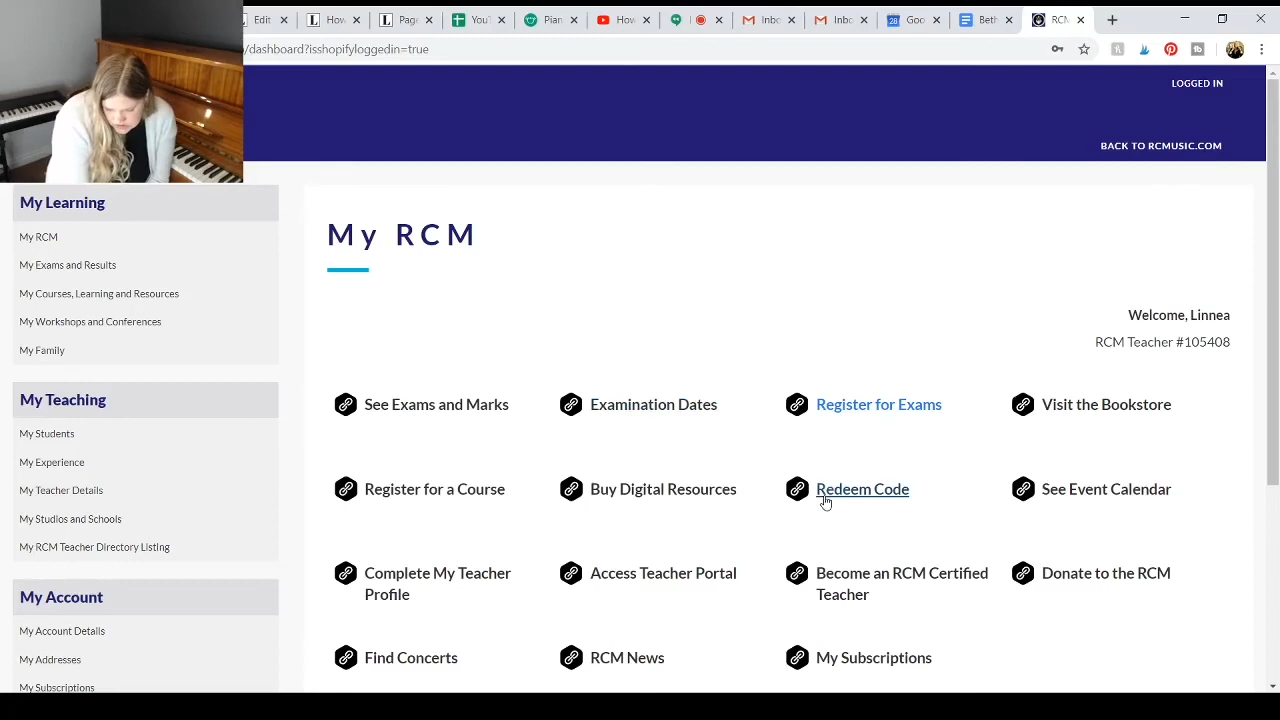 Edit
How
Page
YouT
Pian
How
Inbo
Inbo
Goo
Beth
RCM
/dashboard?isshopifyloggedin=true
LOGGED IN
BACK TO RCMUSIC.COM
My Learning
My RCM
My Exams and Results
My Courses, Learning and Resources
My Workshops and Conferences
My Family
My Teaching
My Students
My Experience
My Teacher Details
My Studios and Schools
My RCM Teacher Directory Listing
My Account
My Account Details
My Addresses
My Subscriptions
My RCM
Welcome, Linnea
RCM Teacher #105408
See Exams and Marks
Examination Dates
Register for Exams
Visit the Bookstore
Register for a Course
Buy Digital Resources
Redeem Code
See Event Calendar
Complete My Teacher
Profile
Access Teacher Portal
Become an RCM Certified
Teacher
Donate to the RCM
Find Concerts
RCM News
My Subscriptions